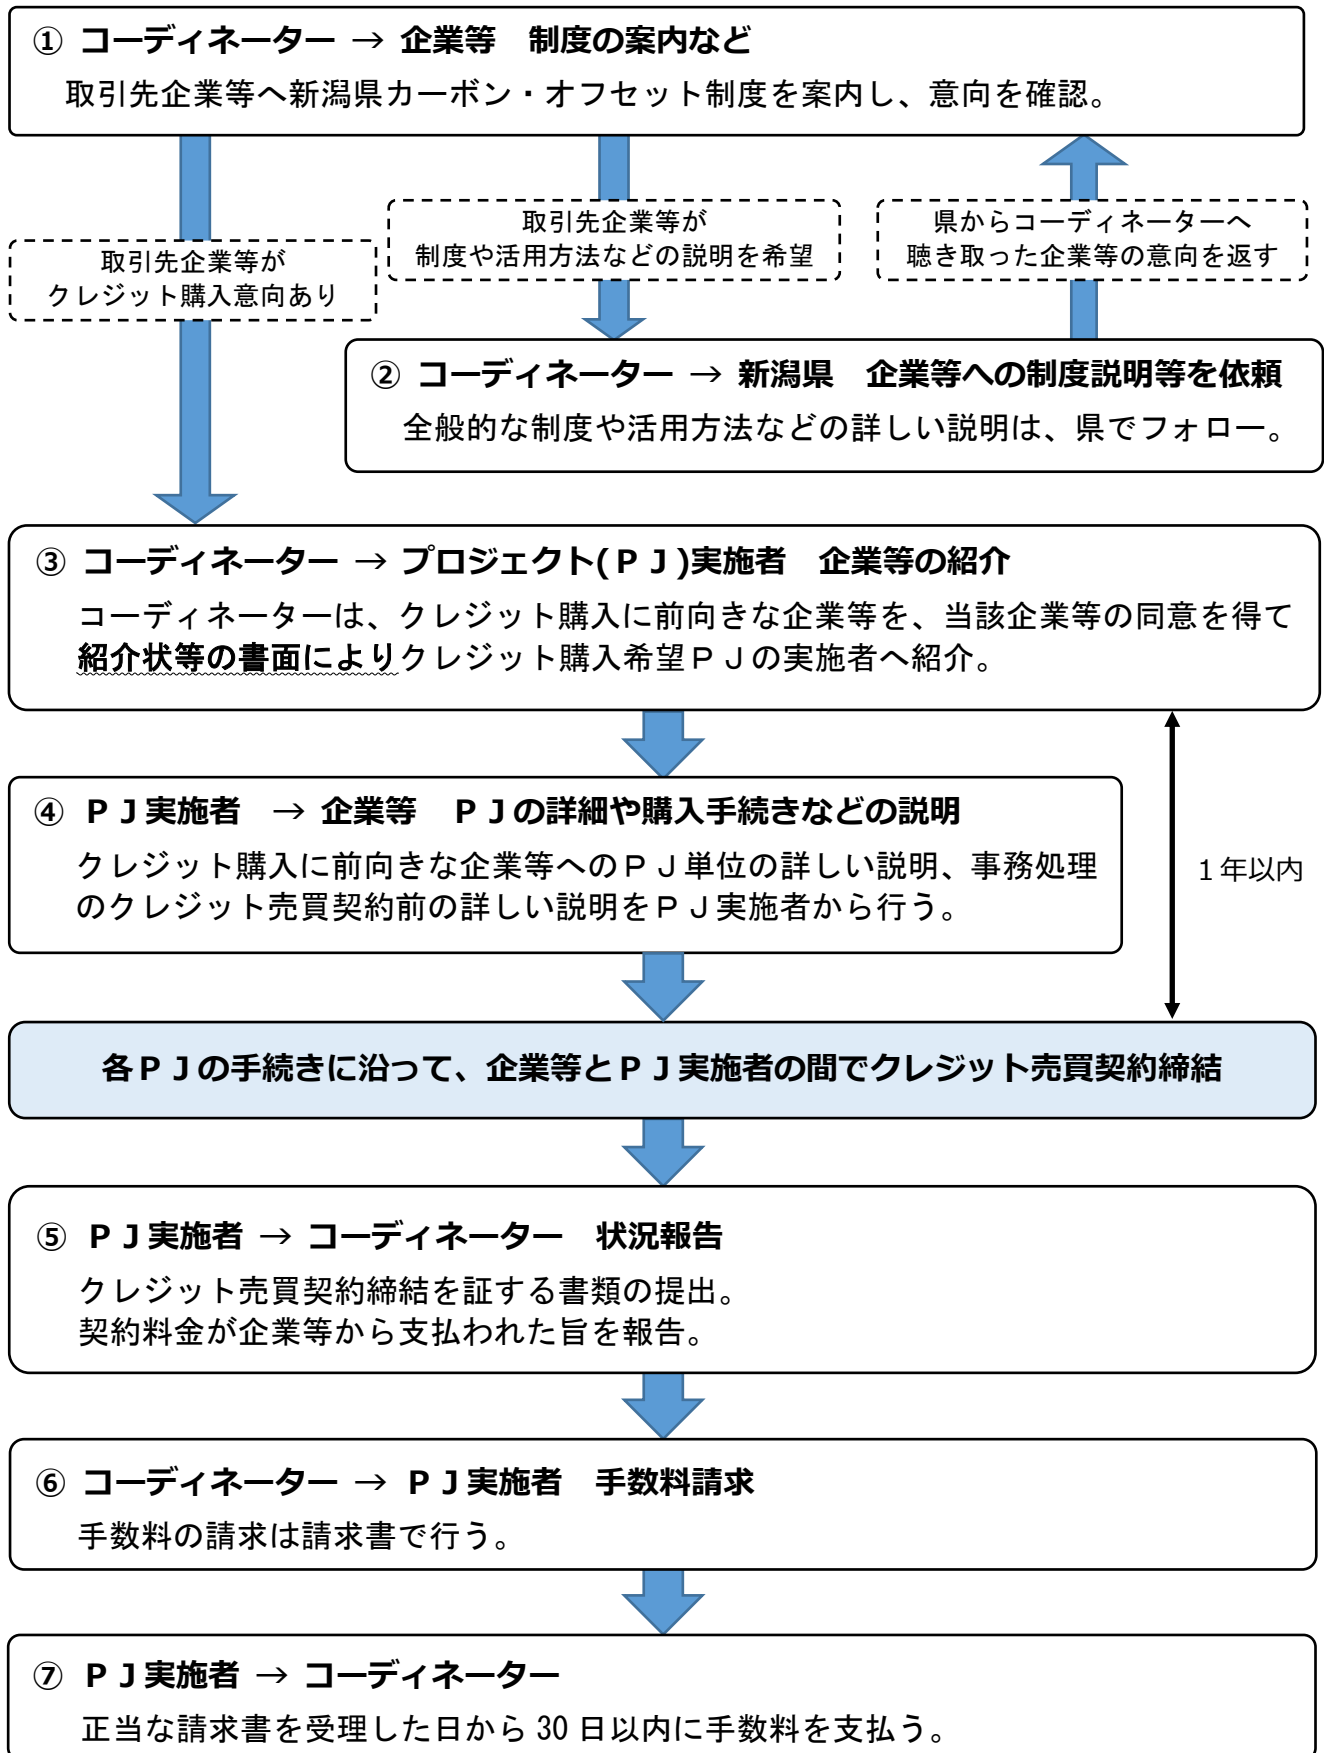 ① コーディネーター → 企業等　制度の案内など
取引先企業等へ新潟県カーボン・オフセット制度を案内し、意向を確認。
取引先企業等が
クレジット購入意向あり
取引先企業等が
制度や活用方法などの説明を希望
県からコーディネーターへ
聴き取った企業等の意向を返す
② コーディネーター → 新潟県　企業等への制度説明等を依頼
全般的な制度や活用方法などの詳しい説明は、県でフォロー。
③ コーディネーター → プロジェクト(ＰＪ)実施者　企業等の紹介
コーディネーターは、クレジット購入に前向きな企業等を、当該企業等の同意を得て
紹介状等の書面によりクレジット購入希望ＰＪの実施者へ紹介。
④ ＰＪ実施者　→ 企業等　ＰＪの詳細や購入手続きなどの説明
クレジット購入に前向きな企業等へのＰＪ単位の詳しい説明、事務処理
のクレジット売買契約前の詳しい説明をＰＪ実施者から行う。
１年以内
各ＰＪの手続きに沿って、企業等とＰＪ実施者の間でクレジット売買契約締結
⑤ ＰＪ実施者 → コーディネーター　状況報告
クレジット売買契約締結を証する書類の提出。
契約料金が企業等から支払われた旨を報告。
⑥ コーディネーター → ＰＪ実施者　手数料請求
手数料の請求は請求書で行う。
⑦ ＰＪ実施者 → コーディネーター
正当な請求書を受理した日から 30 日以内に手数料を支払う。